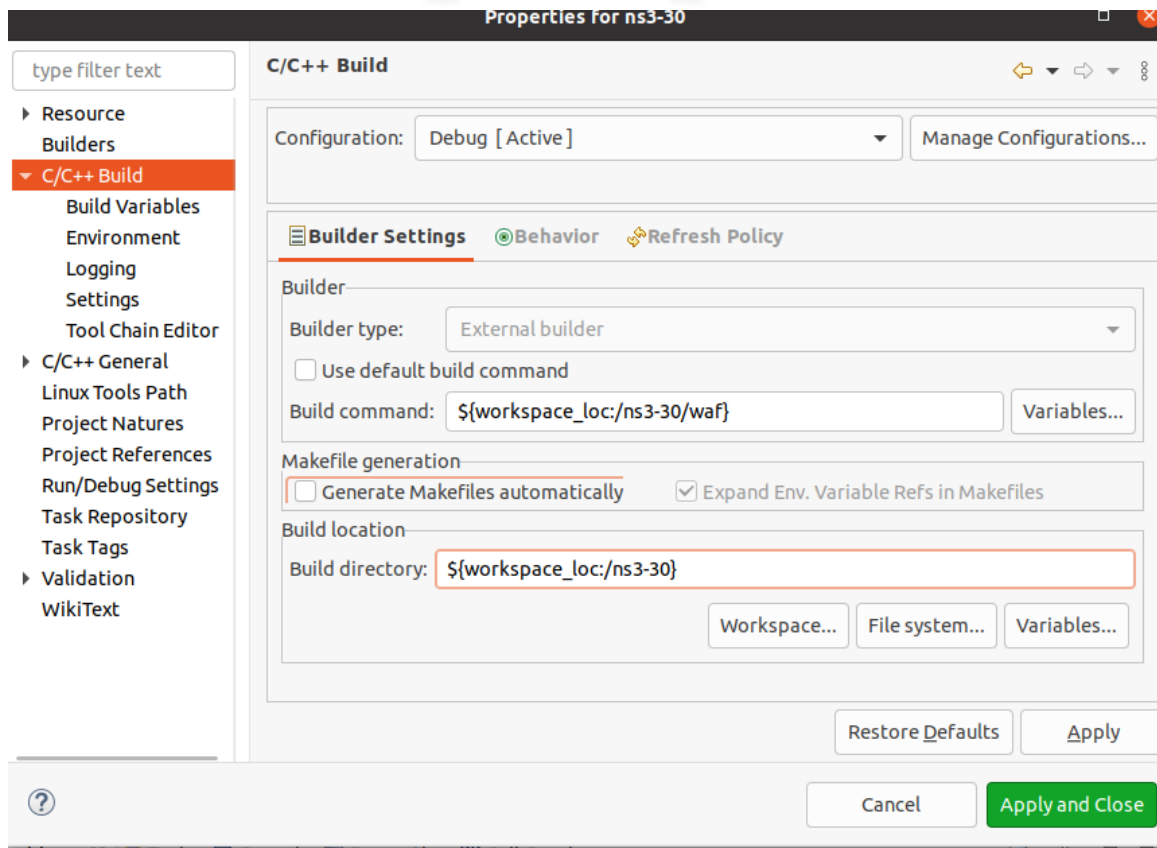 Properties for ns3-30
type filter text
C/C++ Build
Resource
Builders
C/C++ Build
Build Variables
Environment
Logging
Settings
Tool Chain Editor
C/C++ General
Linux Tools Path
Project Natures
Project References
Run/Debug Settings
Task Repository
Task Tags
Validation
WikiText
Configuration: Debug [ Active ] Manage Configurations...
Builder Settings Behavior Refresh Policy
Builder
Builder type: External builder
Use default build command
Build command: ${workspace_loc:/ns3-30/waf} Variables...
Makefile generation
Generate Makefiles automatically Expand Env. Variable Refs in Makefiles
Build location
Build directory: ${workspace_loc:/ns3-30}
Workspace... File system... Variables...
Restore Defaults Apply
? Cancel Apply and Close